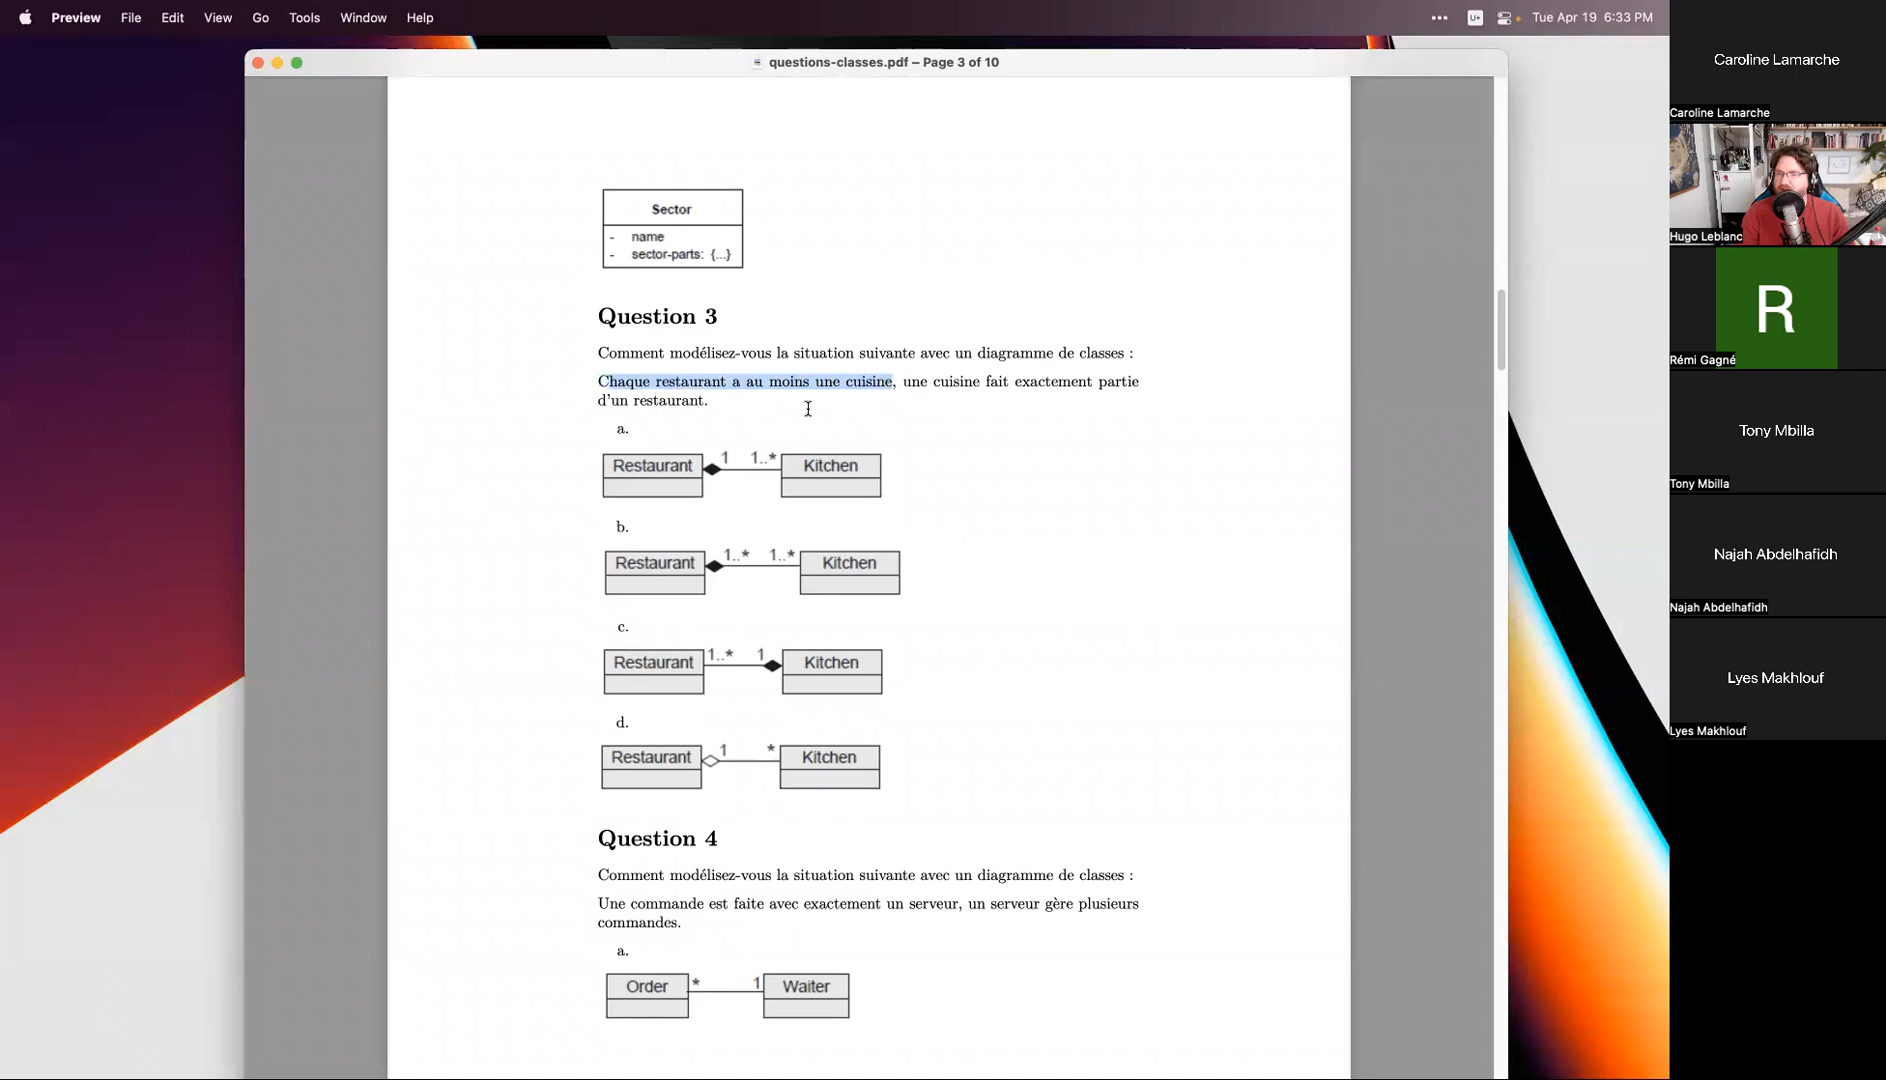 Preview File Edit View Go Tools Window Help
U+ Tue Apr 19 6:33 PM
questions-classes.pdf – Page 3 of 10
Sector
- name
- sector-parts: {...}
Question 3
Comment modélisez-vous la situation suivante avec un diagramme de classes :
Chaque restaurant a au moins une cuisine, une cuisine fait exactement partie
d'un restaurant.
a.
Restaurant 1 1..* Kitchen
b.
Restaurant 1..* 1..* Kitchen
c.
Restaurant 1..* 1 Kitchen
d.
Restaurant 1 * Kitchen
Question 4
Comment modélisez-vous la situation suivante avec un diagramme de classes :
Une commande est faite avec exactement un serveur, un serveur gère plusieurs
commandes.
a.
Order * 1 Waiter
Caroline Lamarche
Caroline Lamarche
Hugo Leblanc
R
Rémi Gagné
Tony Mbilla
Tony Mbilla
Najah Abdelhafidh
Najah Abdelhafidh
Lyes Makhlouf
Lyes Makhlouf